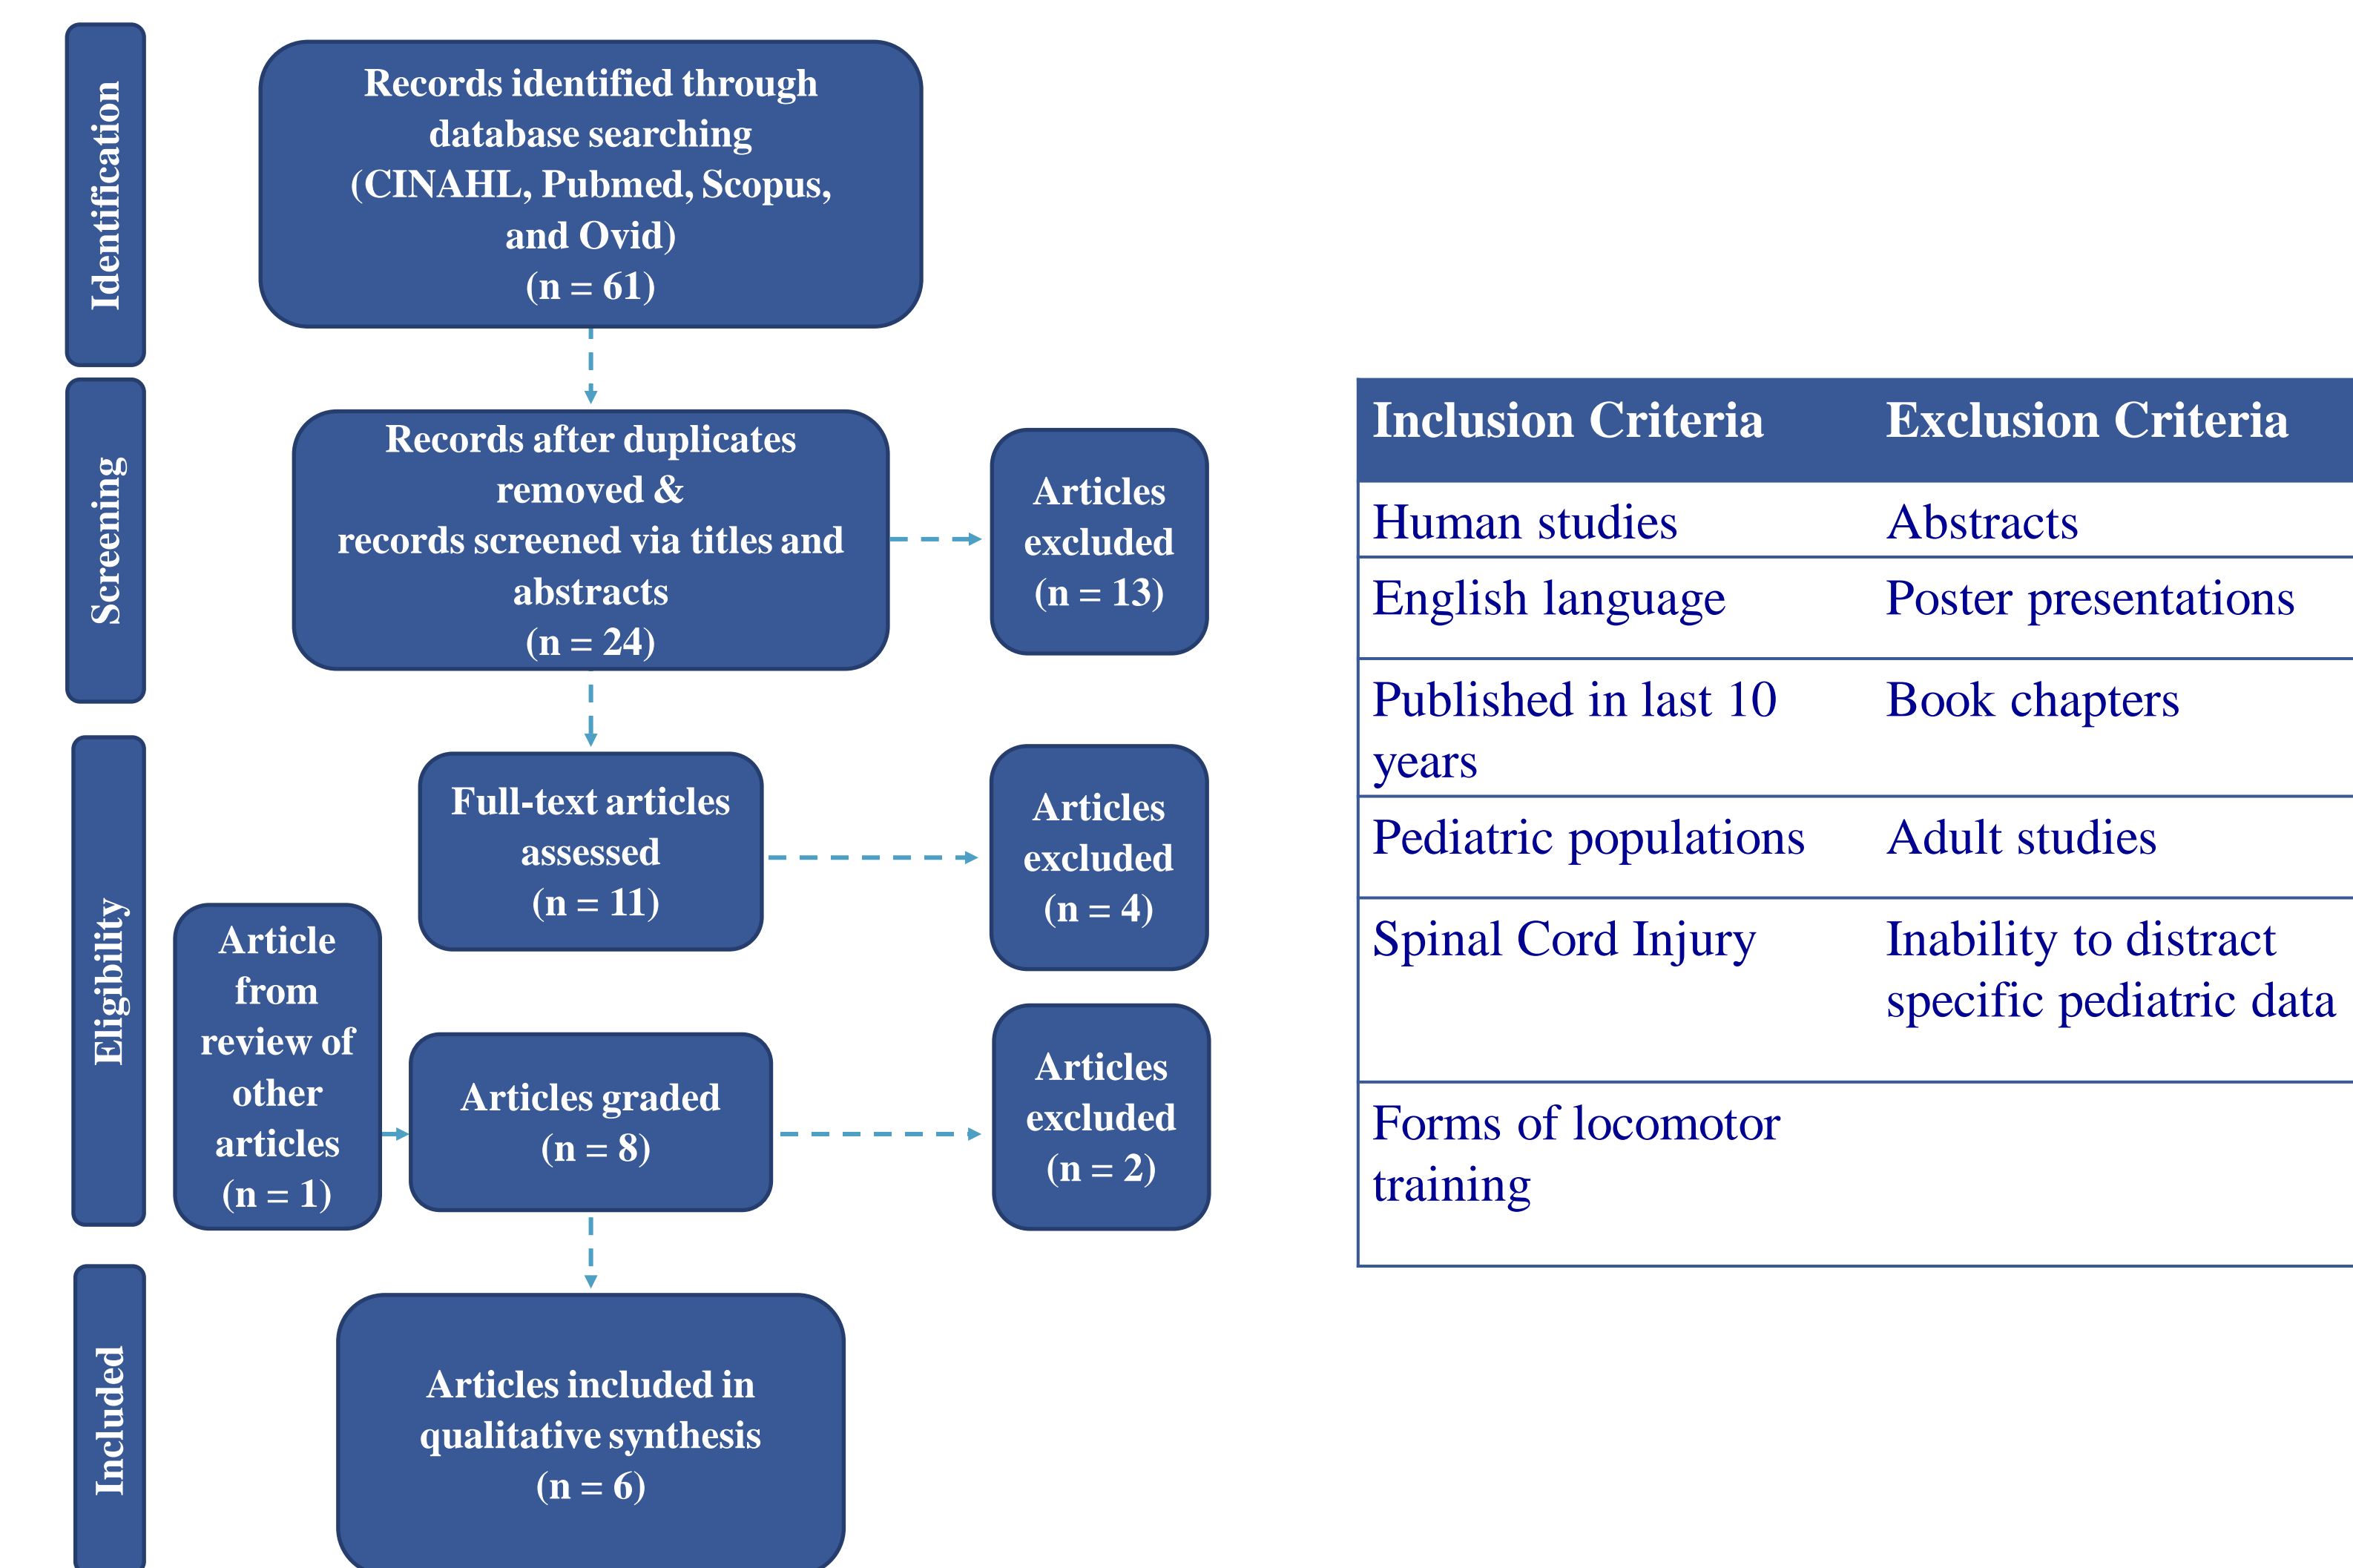 Identification
Records identified through
database searching
(CINAHL, Pubmed, Scopus,
and Ovid)
(n = 61)
Screening
Records after duplicates
removed &
records screened via titles and
abstracts
(n = 24)
Articles
excluded
(n = 13)
Eligibility
Full-text articles
assessed
(n = 11)
Articles
excluded
(n = 4)
Article
from
review of
other
articles
(n = 1)
Articles graded
(n = 8)
Articles
excluded
(n = 2)
Included
Articles included in
qualitative synthesis
(n = 6)
Inclusion Criteria
Exclusion Criteria
Human studies
Abstracts
English language
Poster presentations
Published in last 10
years
Book chapters
Pediatric populations
Adult studies
Spinal Cord Injury
Inability to distract
specific pediatric data
Forms of locomotor
training